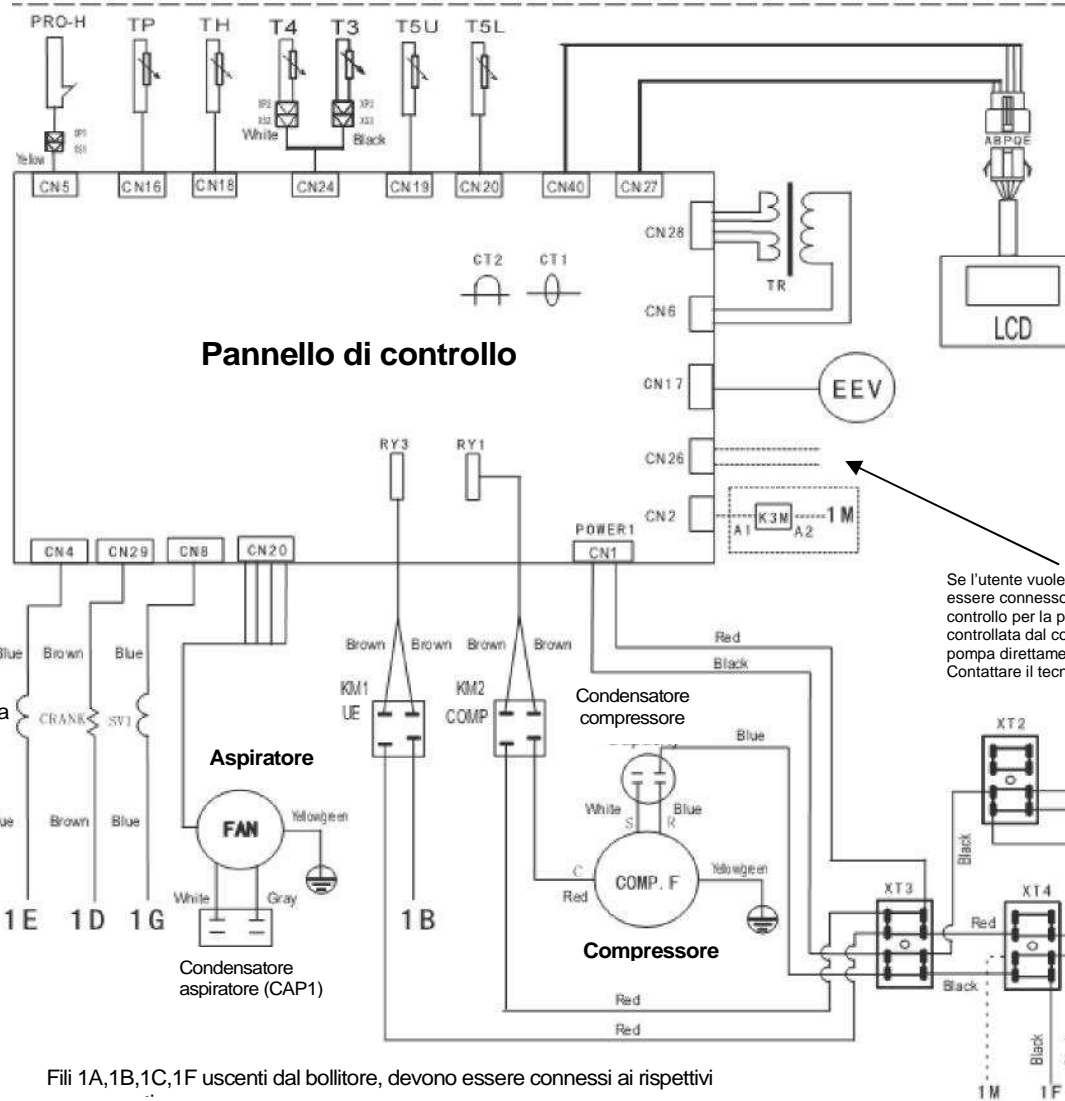 PRO-H TP TH T4 T3 T5U T5L
XP2 XP3
XS2 XS3
White Black
Yellow
ABPQE
CN5 CN16 CN18 CN24 CN19 CN20 CN40 CN27
CN28
CT2 CT1
TR
CN6
LCD
Pannello di controllo
CN17 EEV
RY3 RY1
CN26
CN2 A1 K3M A2 1M
POWER1
CN4 CN29 CN8 CN20 CN1
Se l'utente vuole
essere connesso
controllo per la p
controllata dal co
pompa direttame
Contattare il tecn
Blue Brown Blue Brown Brown Brown Brown Red
Black
KM1 KM2
UE COMP
Condensatore
compressore
a CRANK SV1
XT2
Blue
Aspiratore
White Blue
S R
ue Brown Blue
FAN Yellowgreen
Black
C COMP.F Yellowgreen
Red
XT3 XT4
White Gray
1E 1D 1G 1B
Red
Compressore
Condensatore
aspiratore (CAP1)
Black
Red
Red
Black
Fili 1A,1B,1C,1F uscenti dal bollitore, devono essere connessi ai rispettivi
1M 1F